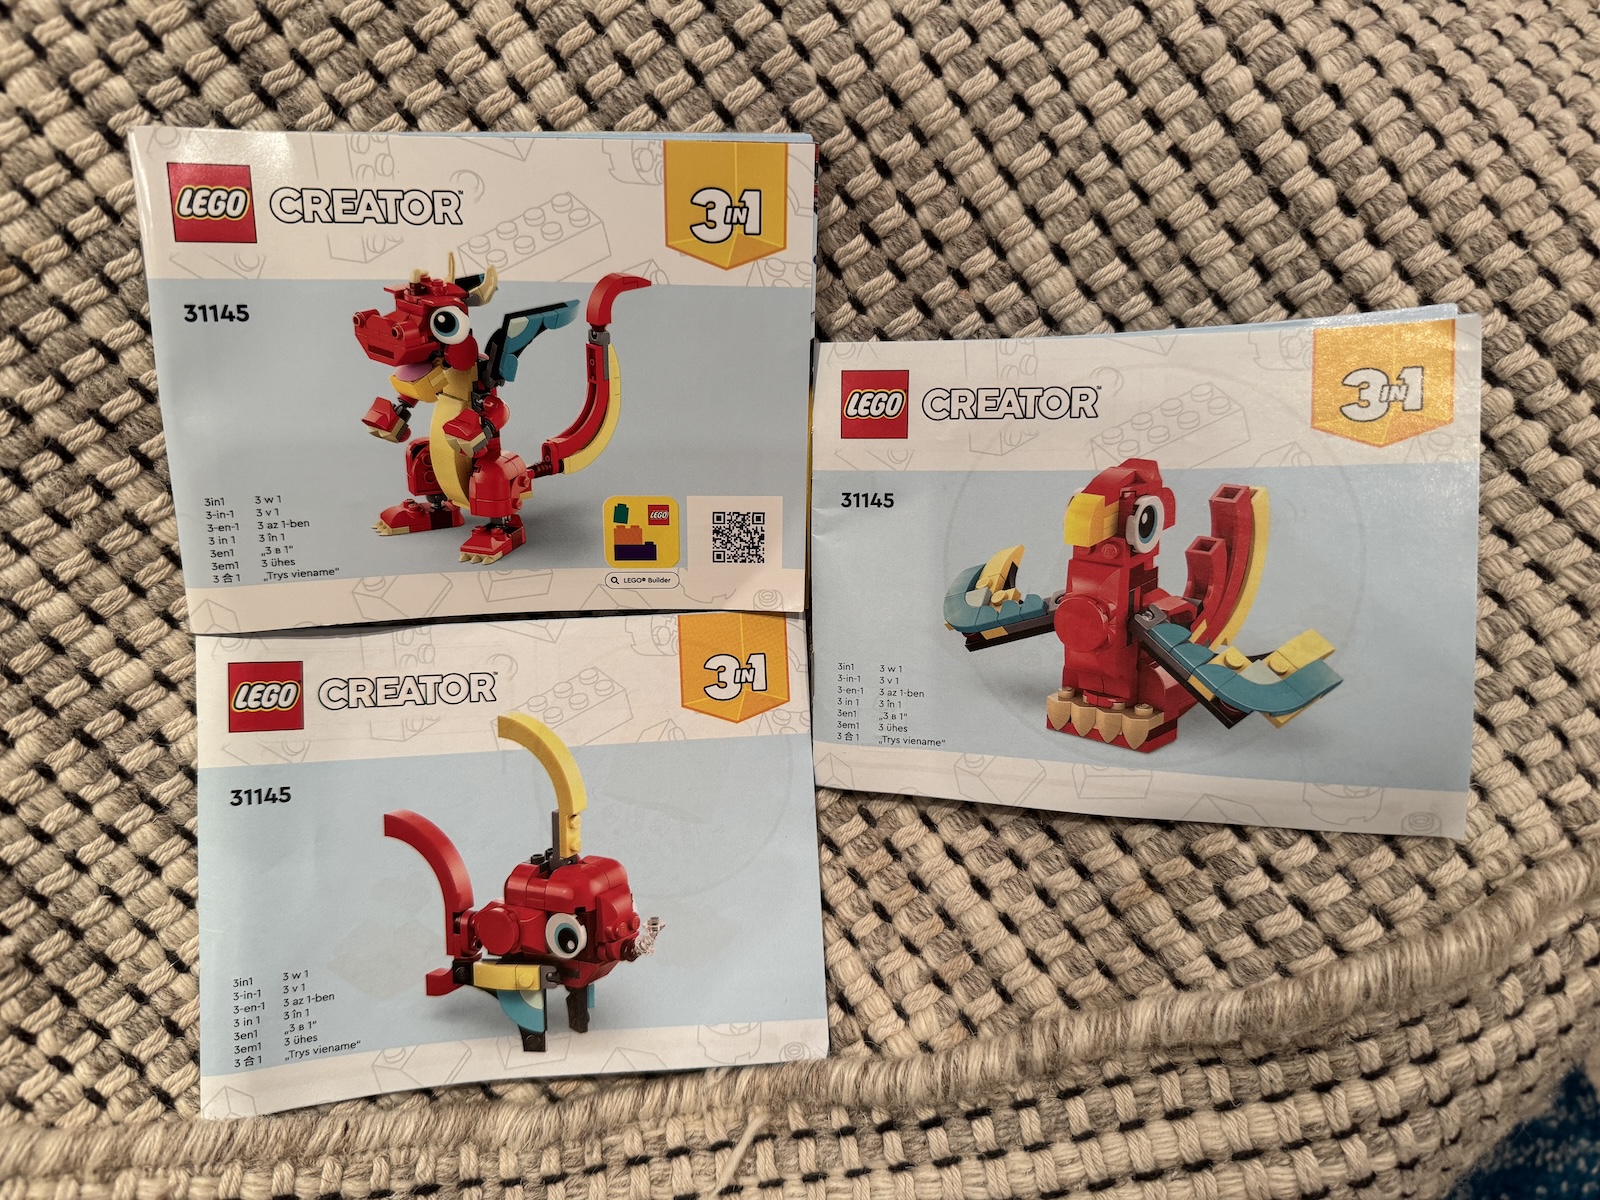 LEGO CREATOR™
3IN1
31145
3in1 3 w 1
3-in-1 3 v 1
3-en-1 3 az 1-ben
3 in 1 3 în 1
3en1 „3 в 1"
3em1 3 ühes
3 合 1 „Trys viename"
LEGO
LEGO® Builder
LEGO CREATOR™
3IN1
31145
3in1 3 w 1
3-in-1 3 v 1
3-en-1 3 az 1-ben
3 in 1 3 în 1
3en1 „3 в 1"
3em1 3 ühes
3 合 1 „Trys viename"
LEGO CREATOR™
3IN1
31145
3in1 3 w 1
3-in-1 3 v 1
3-en-1 3 az 1-ben
3 in 1 3 în 1
3en1 „3 в 1"
3em1 3 ühes
3 合 1 „Trys viename"